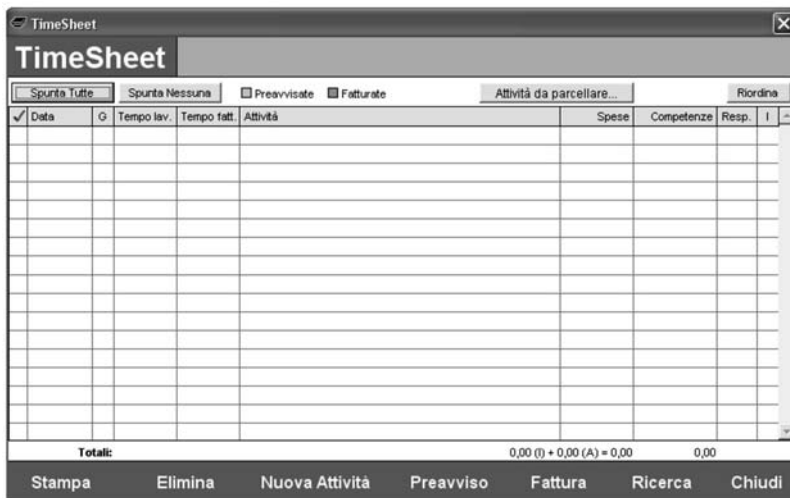 TimeSheet
TimeSheet
Spunta Tutte Spunta Nessuna Preavvisate Fatturate Attività da parcellare... Riordina
Data G Tempo lav. Tempo fatt. Attività Spese Competenze Resp. I
Totali: 0,00 (I) + 0,00 (A) = 0,00 0,00
Stampa Elimina Nuova Attività Preavviso Fattura Ricerca Chiudi